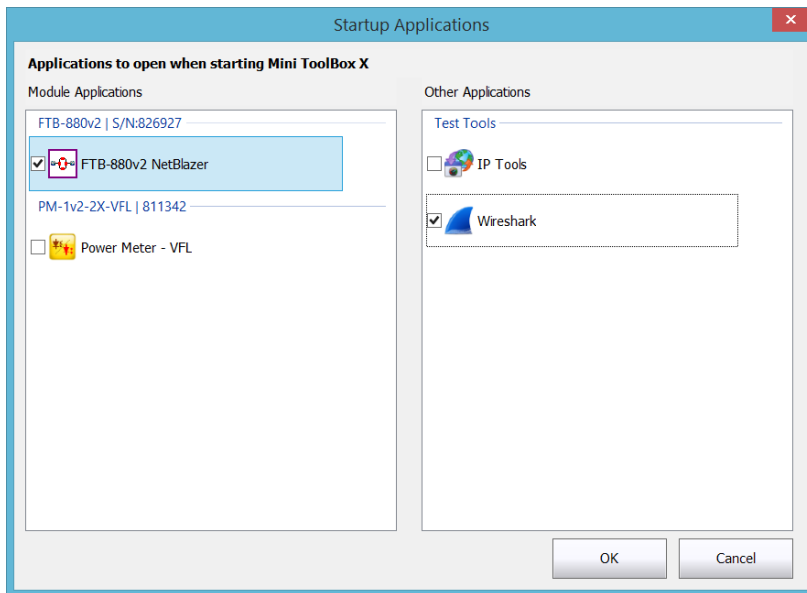 Startup Applications
Applications to open when starting Mini ToolBox X
Module Applications
FTB-880v2 | S/N:826927
FTB-880v2 NetBlazer
PM-1v2-2X-VFL | 811342
Power Meter - VFL
Other Applications
Test Tools
IP Tools
Wireshark
OK
Cancel